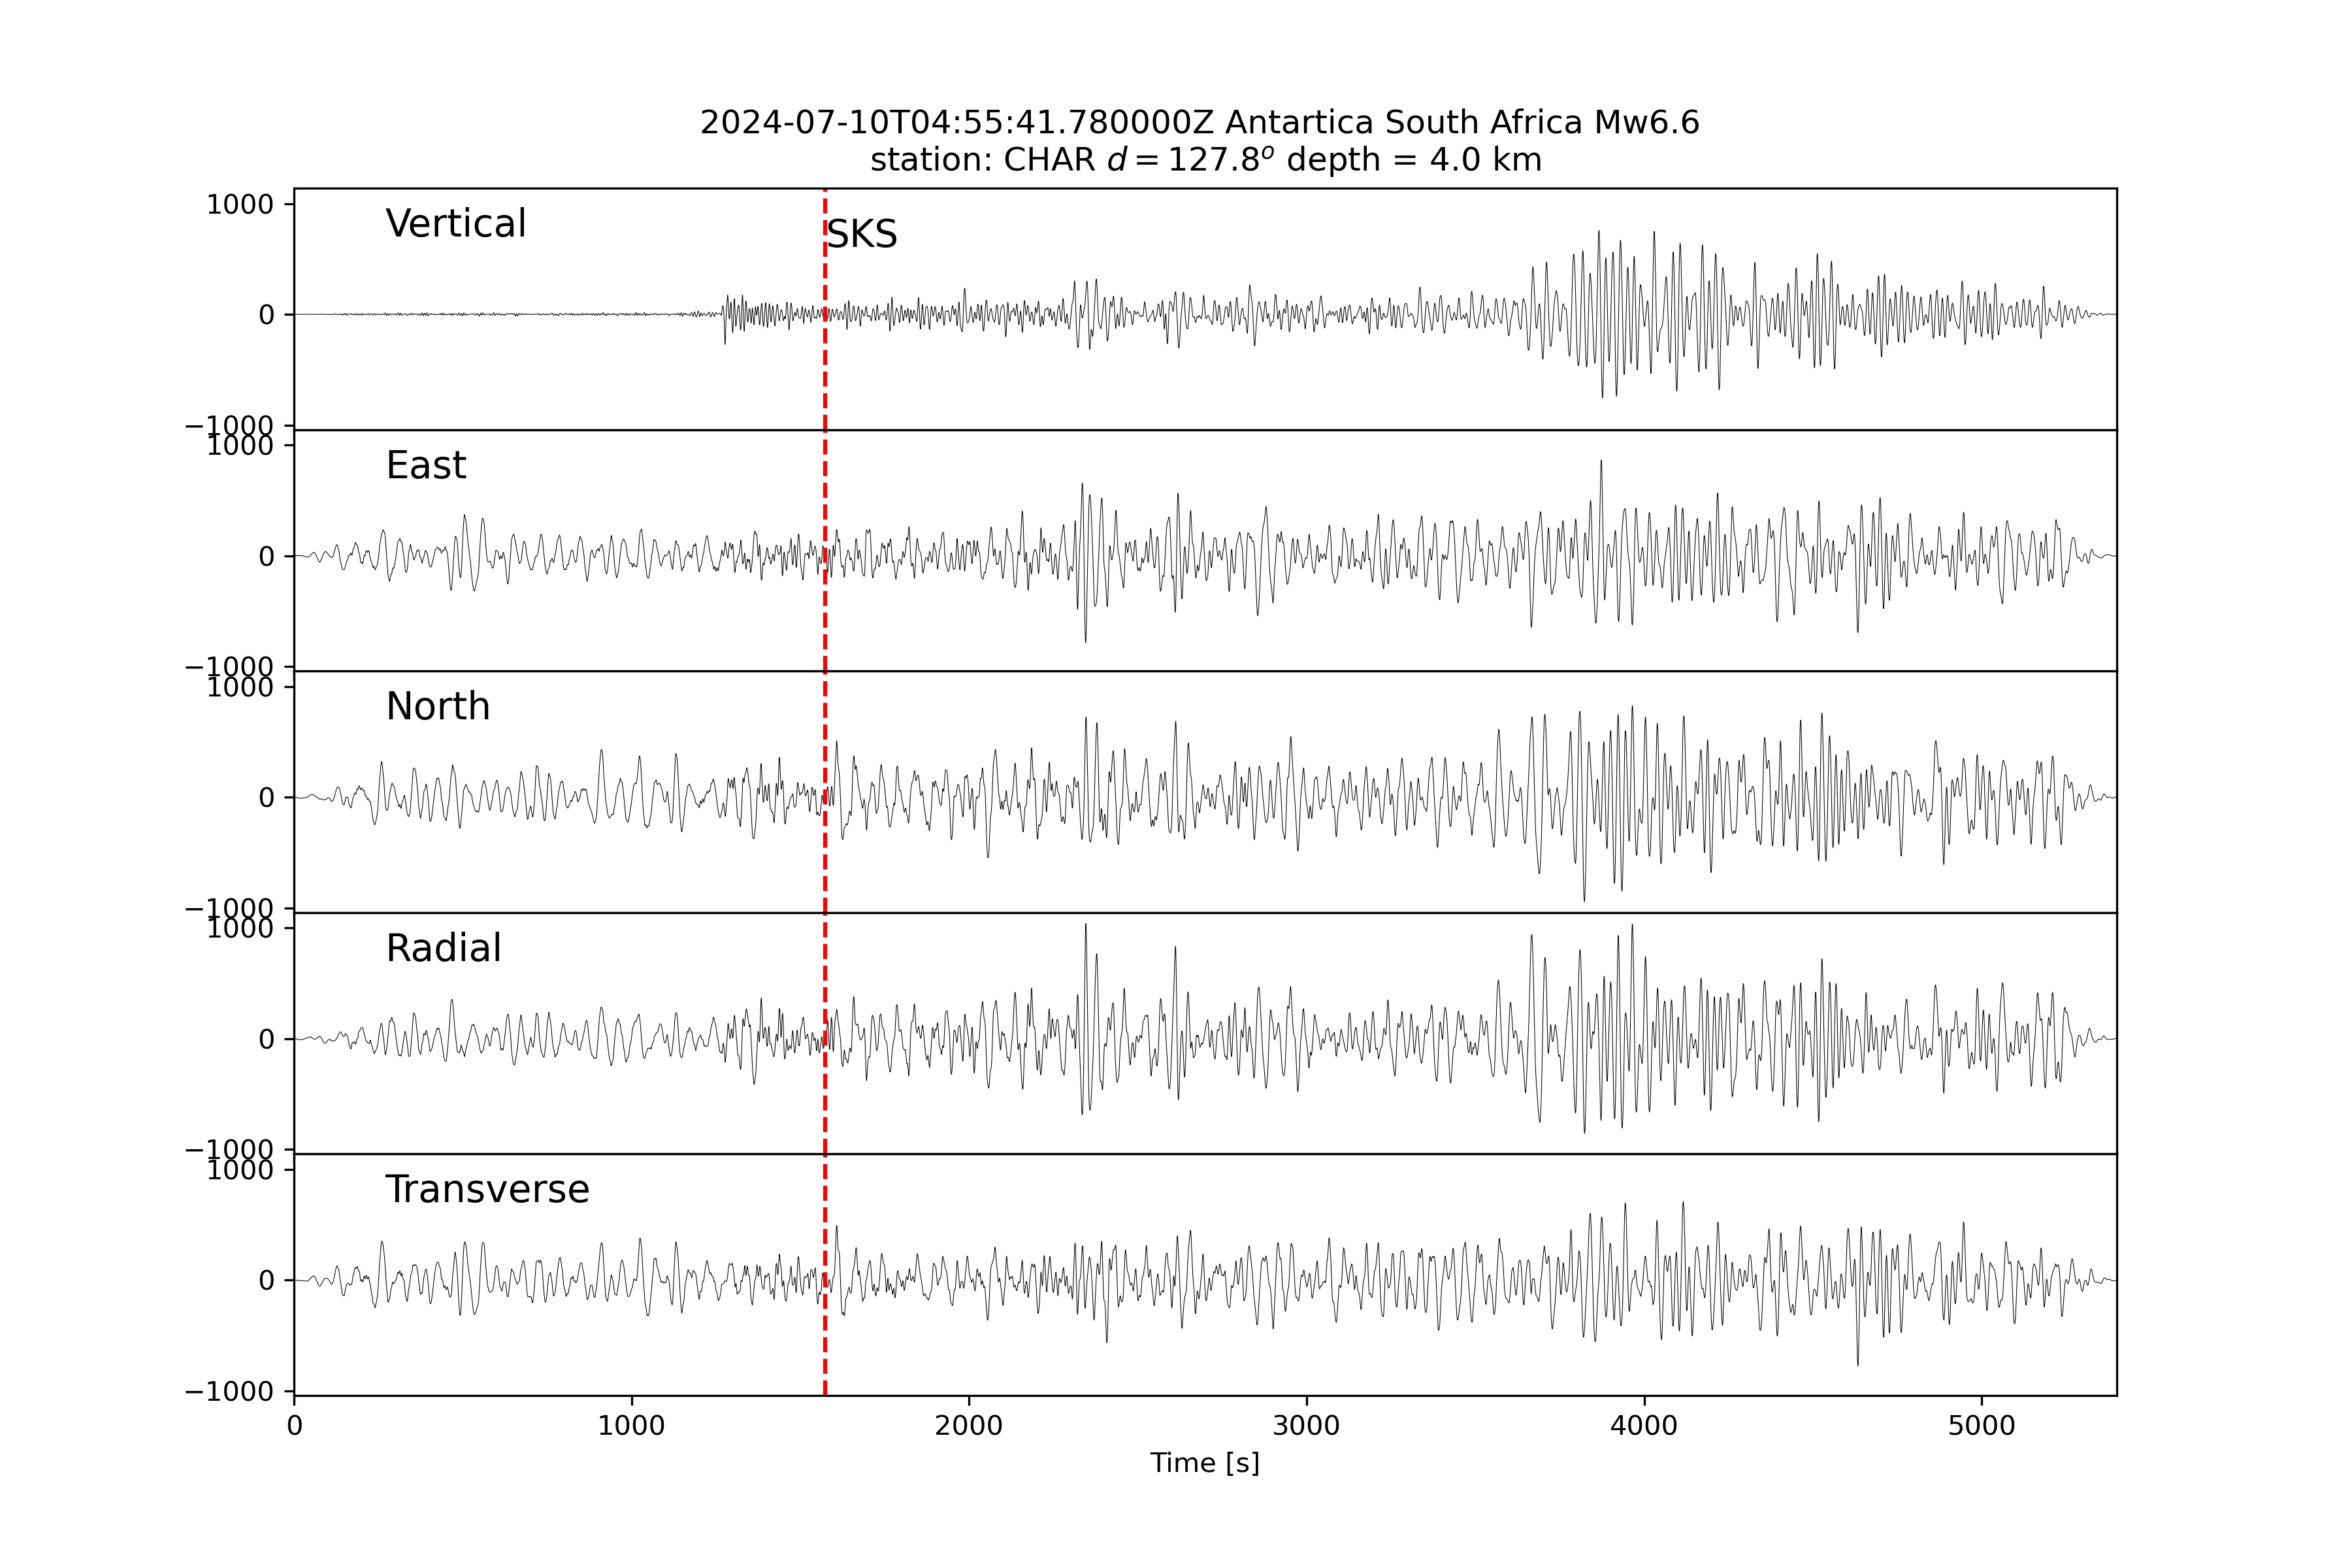 2024-07-10T04:55:41.780000Z Antartica South Africa Mw6.6
station: CHAR d = 127.8° depth = 4.0 km
1000
Vertical
SKS
0
−1000
1000
East
0
−1000
1000
North
0
−1000
1000
Radial
0
−1000
1000
Transverse
0
−1000
0 1000 2000 3000 4000 5000
Time [s]